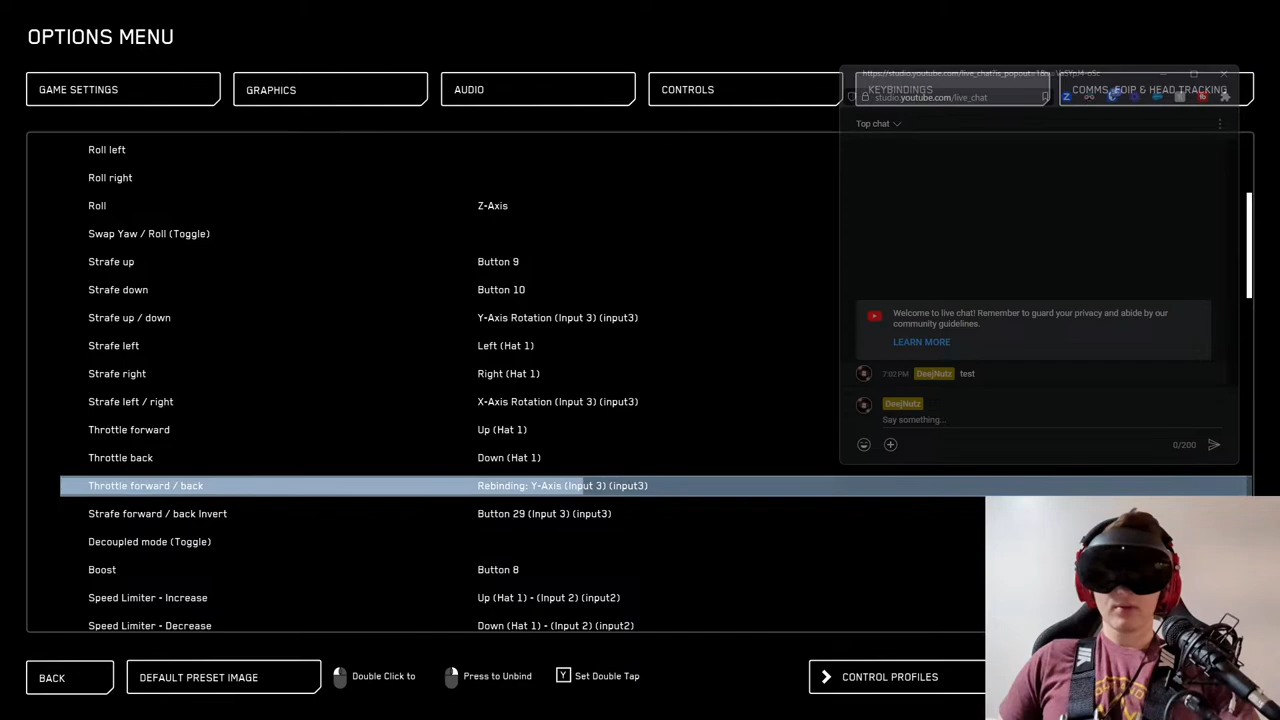 OPTIONS MENU
GAME SETTINGS
GRAPHICS
AUDIO
CONTROLS
KEYBINDINGS
COMMS, FOIP & HEAD TRACKING
studio.youtube.com/live_chat
Top chat
Roll left
Roll right
Roll Z-Axis
Swap Yaw / Roll (Toggle)
Strafe up Button 9
Strafe down Button 10
Strafe up / down Y-Axis Rotation (Input 3) (input3)
Strafe left Left (Hat 1)
Strafe right Right (Hat 1)
Strafe left / right X-Axis Rotation (Input 3) (input3)
Throttle forward Up (Hat 1)
Throttle back Down (Hat 1)
Throttle forward / back Rebinding: Y-Axis (Input 3) (input3)
Strafe forward / back Invert Button 29 (Input 3) (input3)
Decoupled mode (Toggle)
Boost Button 8
Speed Limiter - Increase Up (Hat 1) - (Input 2) (input2)
Speed Limiter - Decrease Down (Hat 1) - (Input 2) (input2)
Welcome to live chat! Remember to guard your privacy and abide by our
community guidelines.
LEARN MORE
7:02 PM DeejNutz test
DeejNutz
Say something...
0/200
BACK
DEFAULT PRESET IMAGE
Double Click to
Press to Unbind
Y Set Double Tap
CONTROL PROFILES